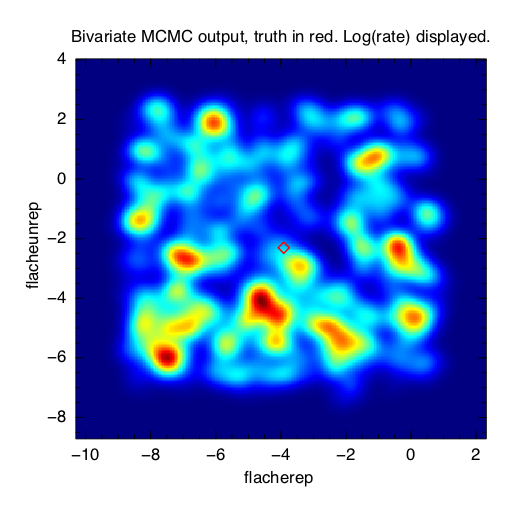 Bivariate MCMC output, truth in red. Log(rate) displayed.
4
2
0
−2
−4
−6
−8
flacheunrep
−10 −8 −6 −4 −2 0 2
flacherep